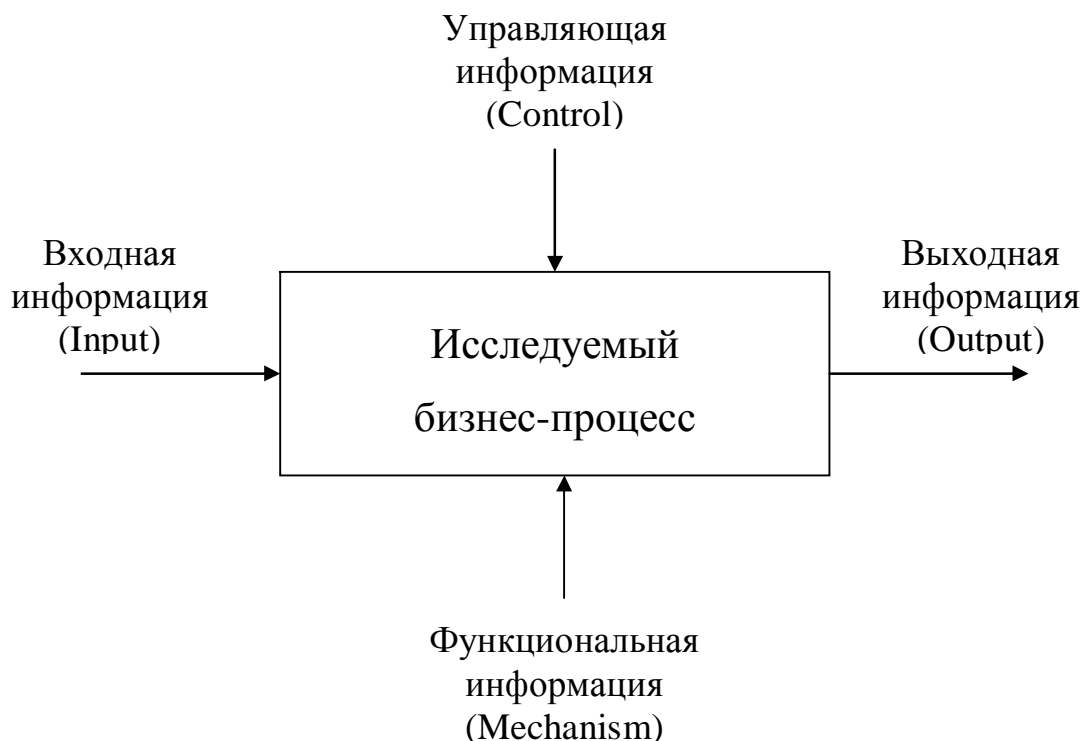 Управляющая
информация
(Control)
Входная
информация
(Input)
Выходная
информация
(Output)
Исследуемый
бизнес-процесс
Функциональная
информация
(Mechanism)